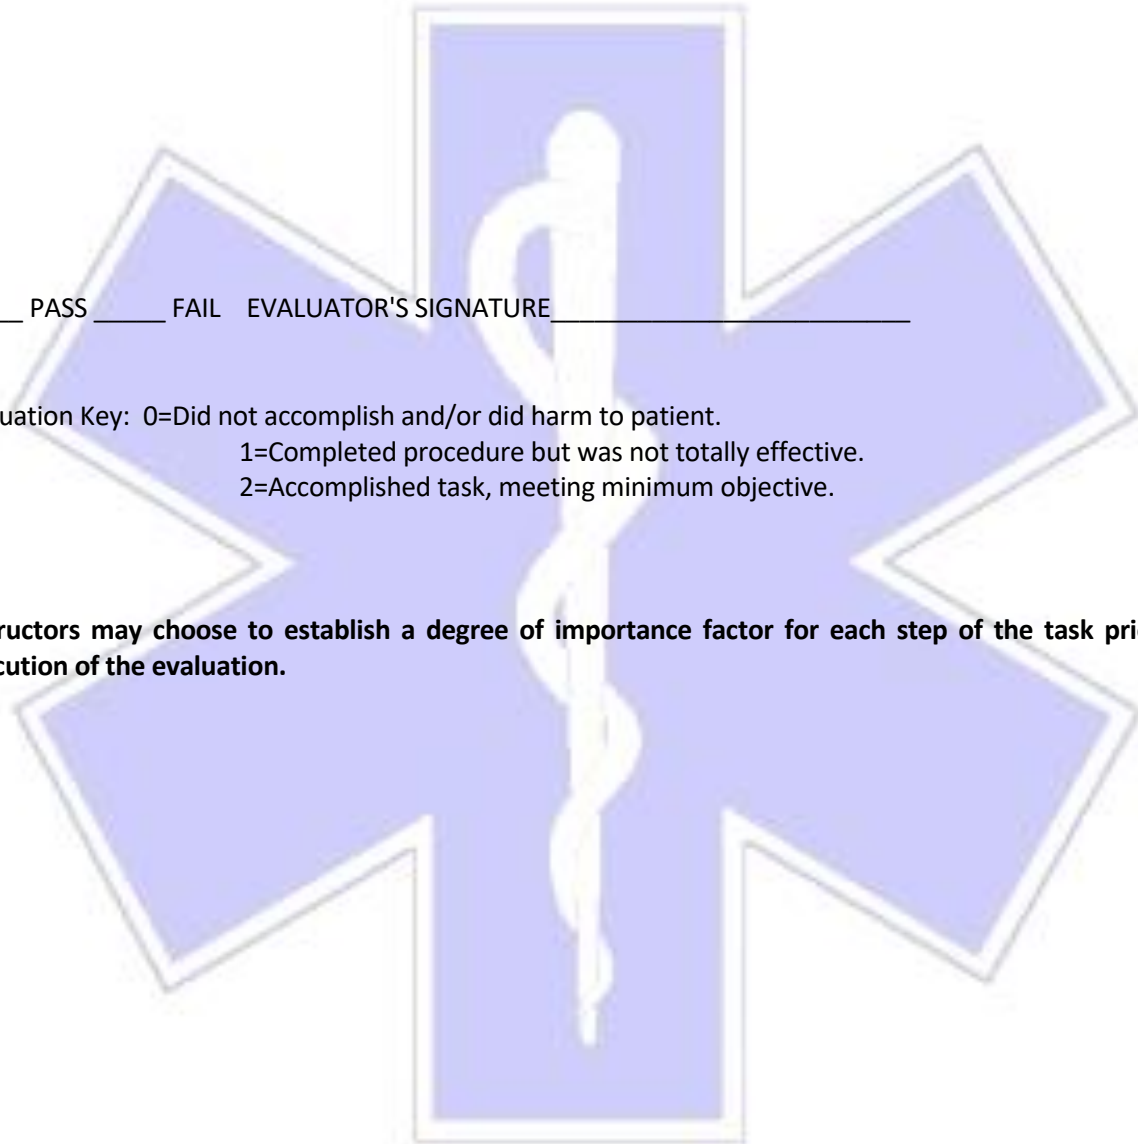 __ PASS _____ FAIL EVALUATOR'S SIGNATURE_________________________
uation Key: 0=Did not accomplish and/or did harm to patient.
1=Completed procedure but was not totally effective.
2=Accomplished task, meeting minimum objective.
ructors may choose to establish a degree of importance factor for each step of the task pri
cution of the evaluation.